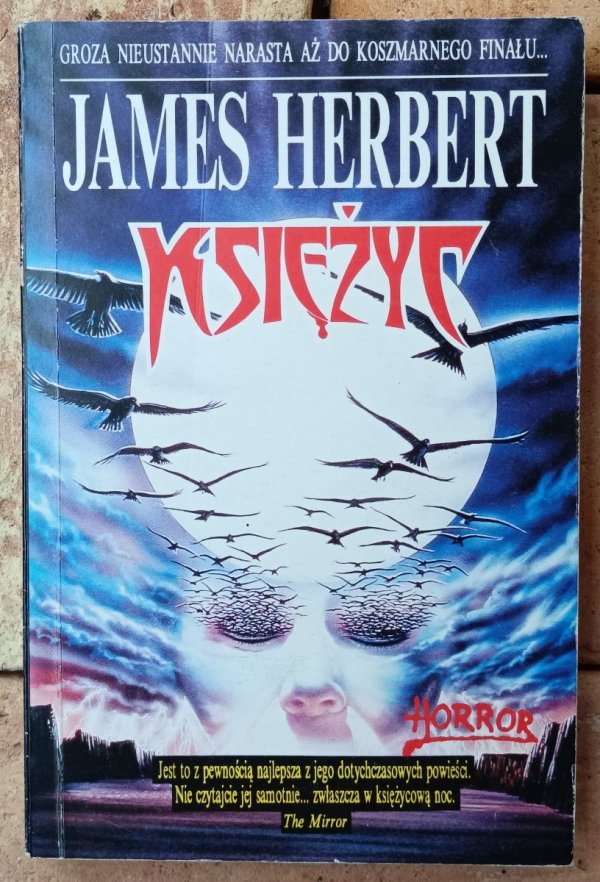 GROZA NIEUSTANNIE NARASTA AŻ DO KOSZMARNEGO FINAŁU...
JAMES HERBERT
KSIĘŻYC
HORROR
Jest to z pewnością najlepsza z jego dotychczasowych powieści.
Nie czytajcie jej samotnie... zwłaszcza w księżycową noc.
The Mirror